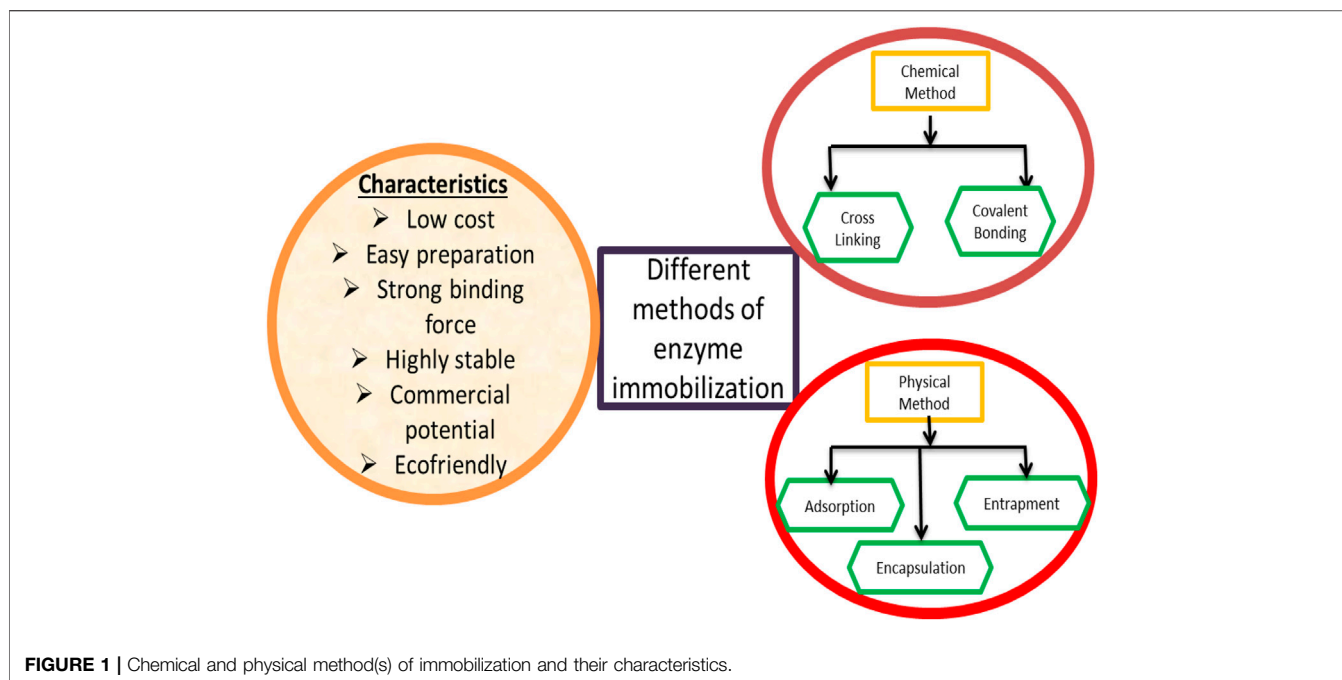 Characteristics
➢ Low cost
➢ Easy preparation
➢ Strong binding
force
➢ Highly stable
➢ Commercial
potential
➢ Ecofriendly
Different
methods of
enzyme
immobilization
Chemical
Method
Cross
Linking
Covalent
Bonding
Physical
Method
Adsorption
Entrapment
Encapsulation
FIGURE 1 | Chemical and physical method(s) of immobilization and their characteristics.